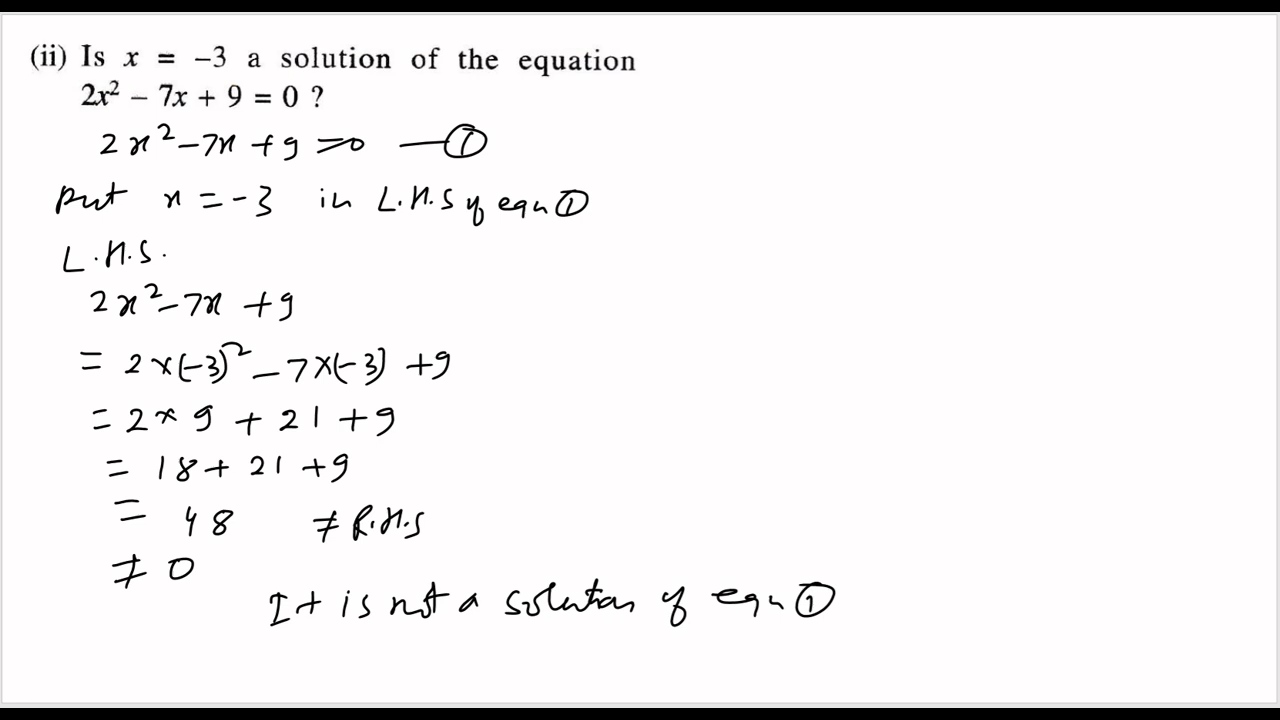 (ii) Is x = −3 a solution of the equation
2x² − 7x + 9 = 0 ?
2x² − 7x + 9 = 0 — ①
Put x = −3 in L.H.S of eqn ①
L.H.S.
2x² − 7x + 9
= 2×(−3)² − 7×(−3) + 9
= 2×9 + 21 + 9
= 18 + 21 + 9
= 48 ≠ R.H.S
≠ 0
It is not a solution of eqn ①